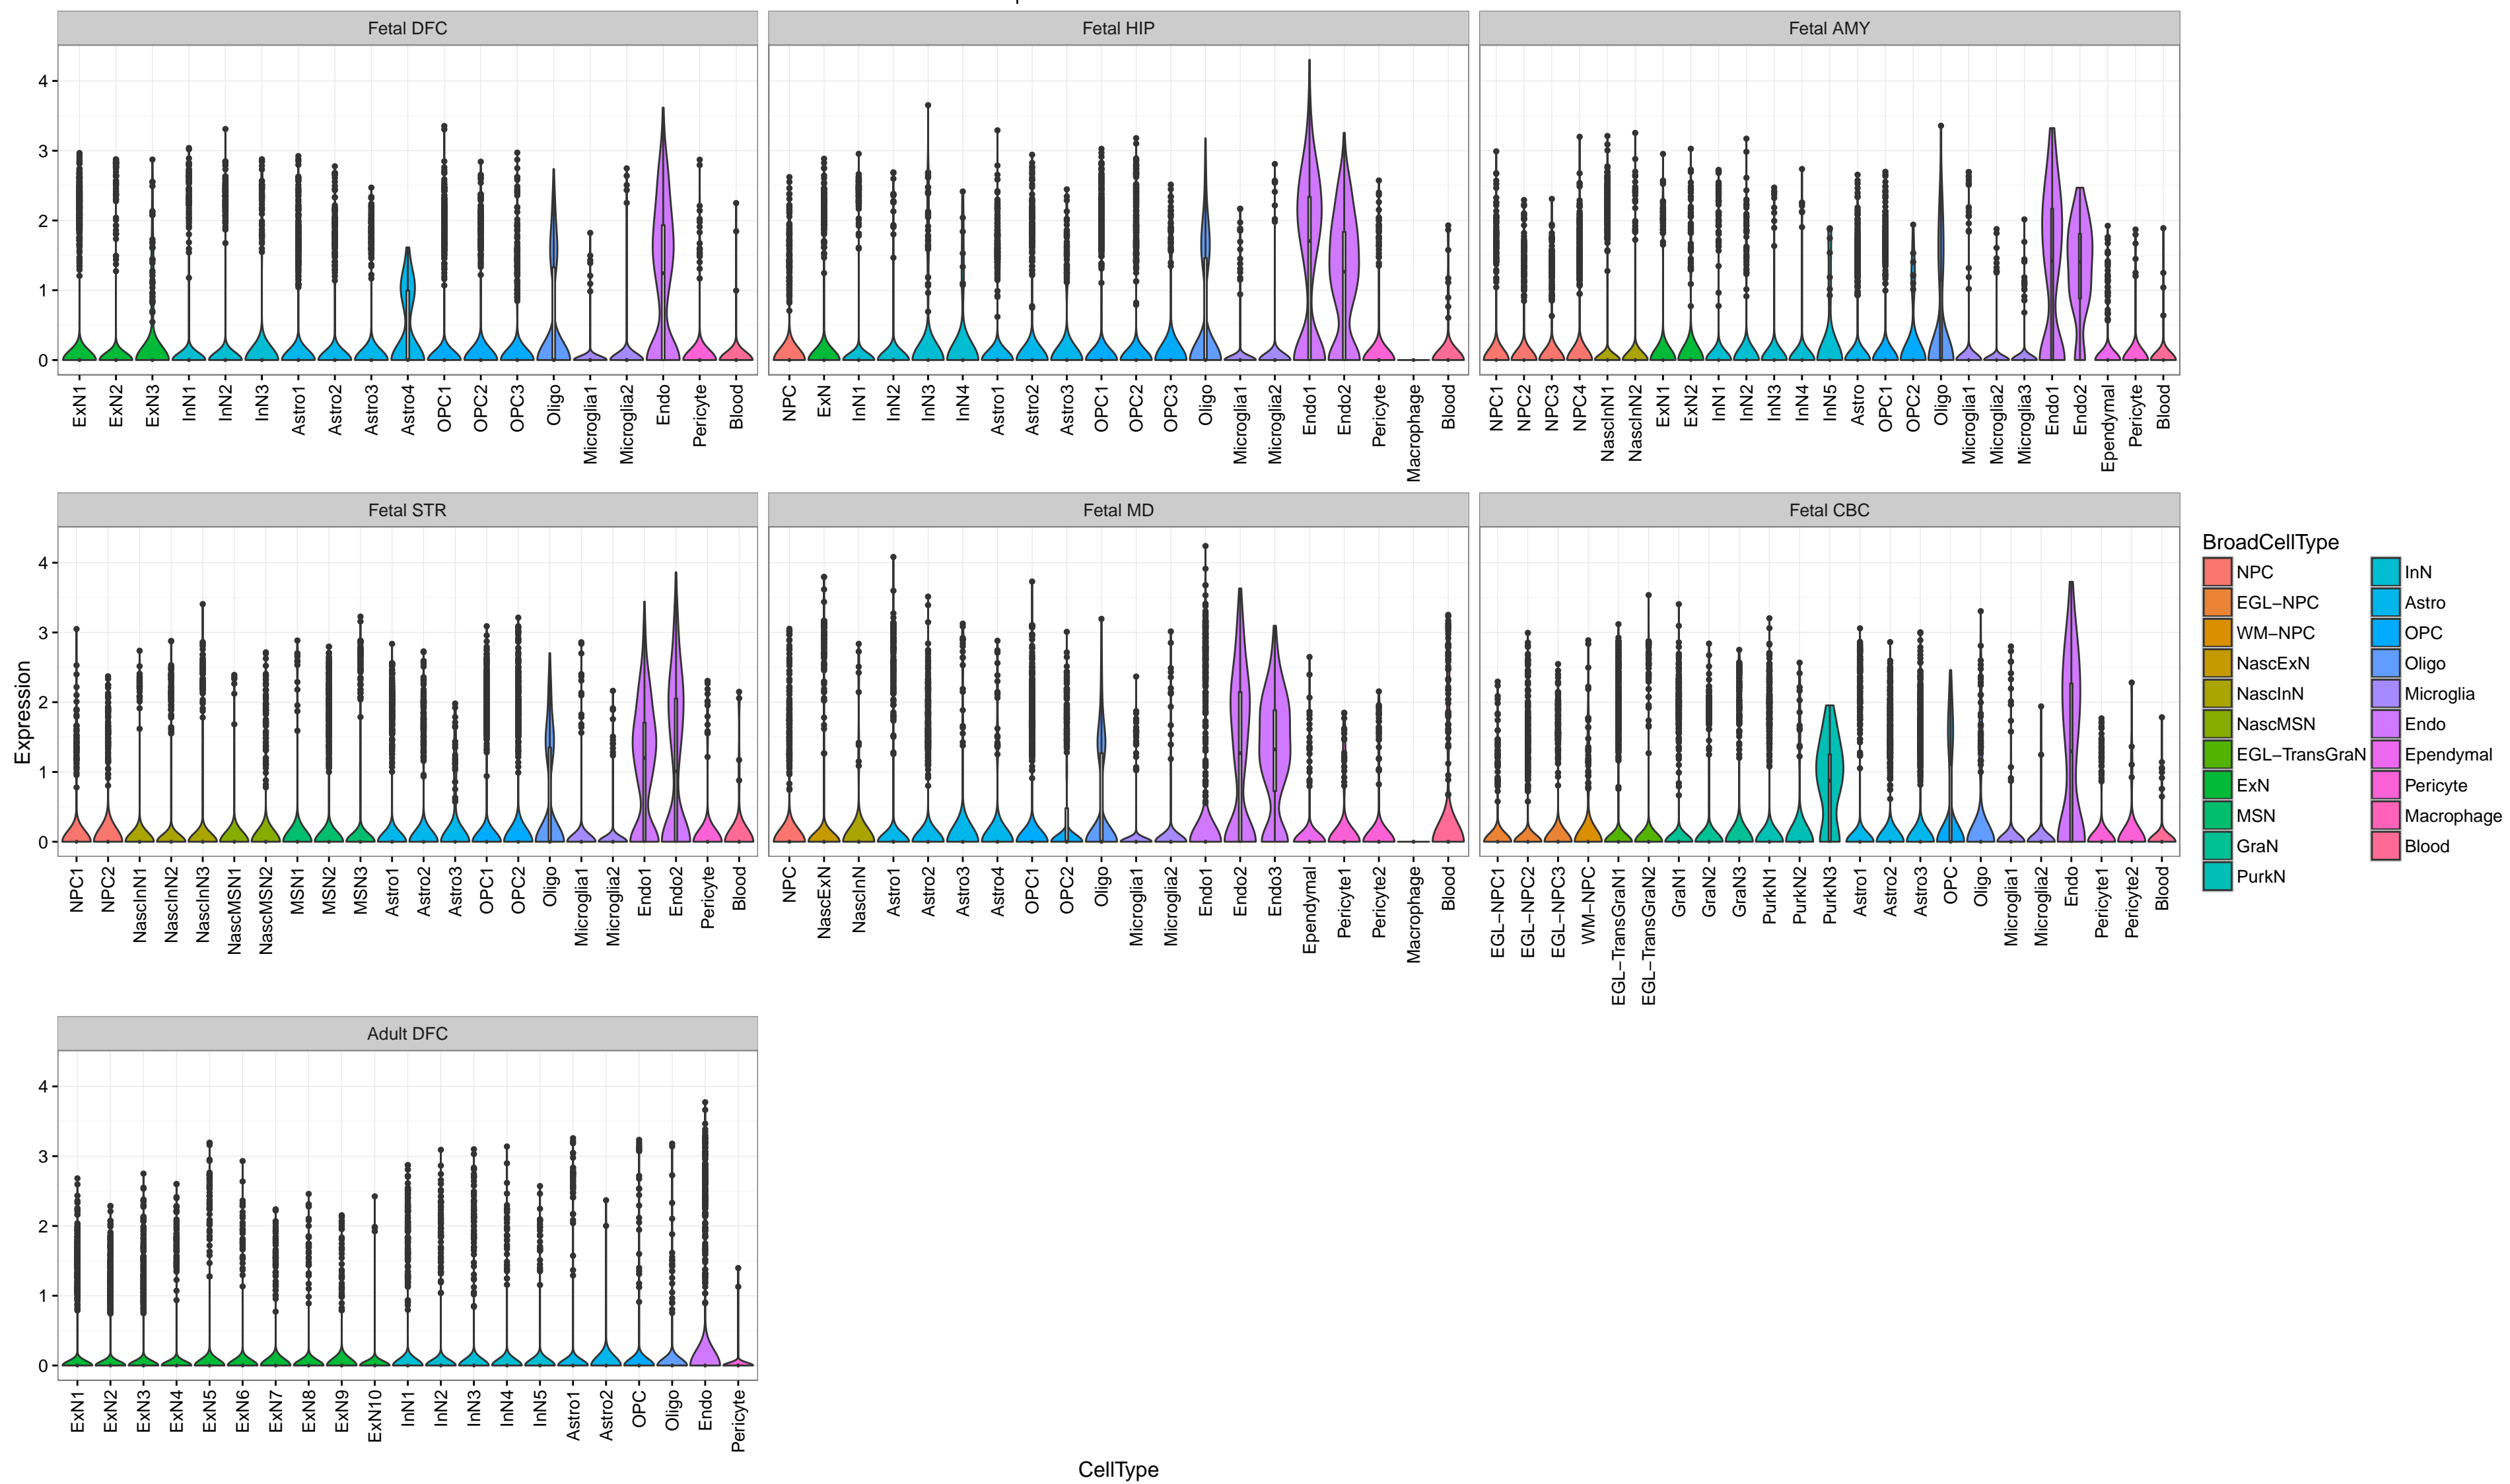 Fetal DFC Fetal HIP Fetal AMY
4
3
2
1
0
ExN1 ExN2 ExN3 InN1 InN2 InN3 Astro1 Astro2 Astro3 Astro4 OPC1 OPC2 OPC3 Oligo Microglia1 Microglia2 Endo Pericyte Blood
NPC ExN InN1 InN2 InN3 InN4 Astro1 Astro2 Astro3 OPC1 OPC2 OPC3 Oligo Microglia1 Microglia2 Endo1 Endo2 Pericyte Macrophage Blood
NPC1 NPC2 NPC3 NPC4 NascInN1 NascInN2 ExN1 ExN2 InN1 InN2 InN3 InN4 InN5 Astro OPC1 OPC2 Oligo Microglia1 Microglia2 Microglia3 Endo1 Endo2 Ependymal Pericyte Blood
Fetal STR Fetal MD Fetal CBC
Expression
4
3
2
1
0
NPC1 NPC2 NascInN1 NascInN2 NascInN3 NascMSN1 NascMSN2 MSN1 MSN2 MSN3 Astro1 Astro2 Astro3 OPC1 OPC2 Oligo Microglia1 Microglia2 Endo1 Endo2 Pericyte Blood
NPC NascExN NascInN Astro1 Astro2 Astro3 Astro4 OPC1 OPC2 Oligo Microglia1 Microglia2 Endo1 Endo2 Endo3 Ependymal Pericyte1 Pericyte2 Macrophage Blood
EGL−NPC1 EGL−NPC2 EGL−NPC3 WM−NPC EGL−TransGraN1 EGL−TransGraN2 GraN1 GraN2 GraN3 PurkN1 PurkN2 PurkN3 Astro1 Astro2 Astro3 OPC Oligo Microglia1 Microglia2 Endo Pericyte1 Pericyte2 Blood
BroadCellType
NPC InN
EGL−NPC Astro
WM−NPC OPC
NascExN Oligo
NascInN Microglia
NascMSN Endo
EGL−TransGraN Ependymal
ExN Pericyte
MSN Macrophage
GraN Blood
PurkN
Adult DFC
4
3
2
1
0
ExN1 ExN2 ExN3 ExN4 ExN5 ExN6 ExN7 ExN8 ExN9 ExN10 InN1 InN2 InN3 InN4 InN5 Astro1 Astro2 OPC Oligo Endo Pericyte
CellType